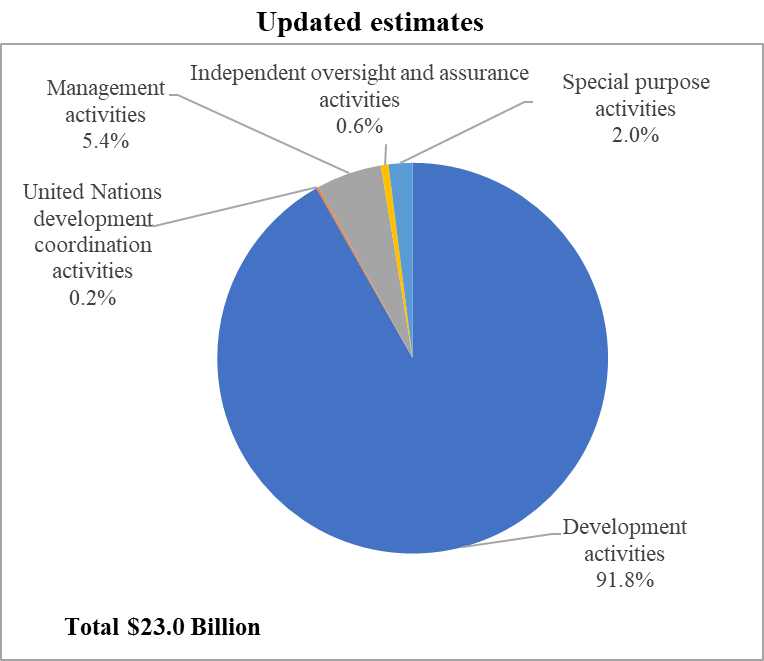 Updated estimates
Management
activities
5.4%
Independent oversight and assurance
activities
0.6%
Special purpose
activities
2.0%
United Nations
development
coordination
activities
0.2%
Development
activities
91.8%
Total $23.0 Billion